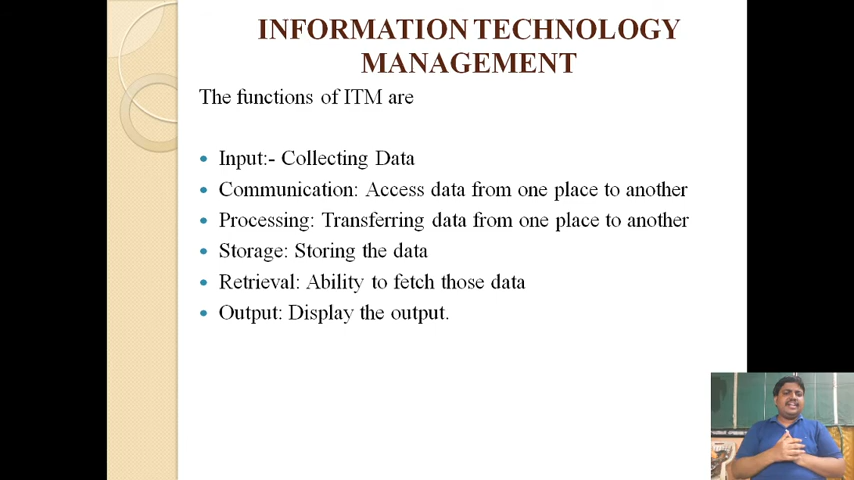 INFORMATION TECHNOLOGY
MANAGEMENT
The functions of ITM are
• Input:- Collecting Data
• Communication: Access data from one place to another
• Processing: Transferring data from one place to another
• Storage: Storing the data
• Retrieval: Ability to fetch those data
• Output: Display the output.